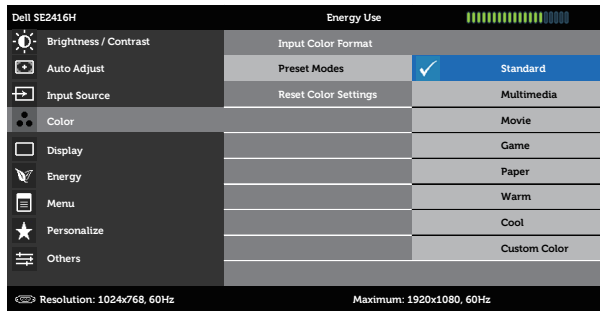 Dell SE2416H
Energy Use
Brightness / Contrast
Auto Adjust
Input Source
Color
Display
Energy
Menu
Personalize
Others
Input Color Format
Preset Modes
Reset Color Settings
Standard
Multimedia
Movie
Game
Paper
Warm
Cool
Custom Color
Resolution: 1024x768, 60Hz
Maximum: 1920x1080, 60Hz